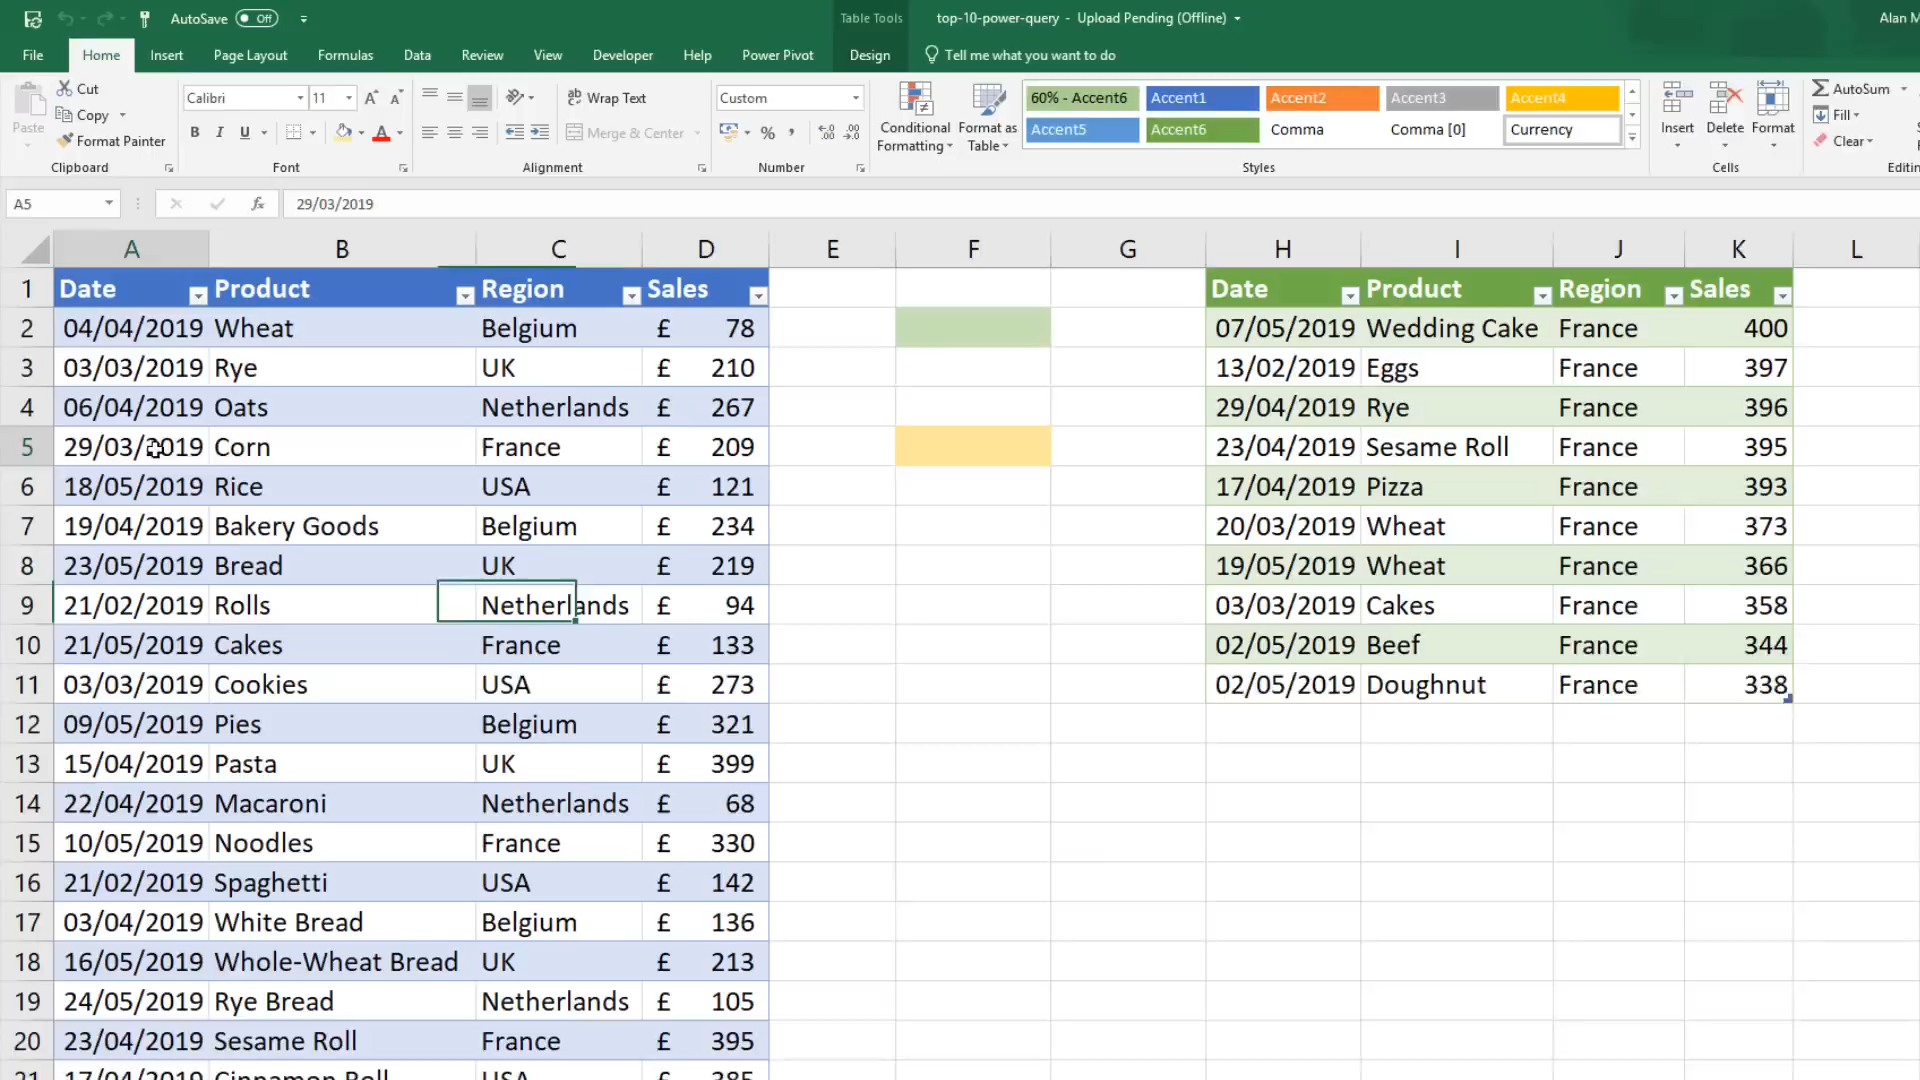 AutoSave Off Table Tools top-10-power-query - Upload Pending (Offline) Alan M
File Home Insert Page Layout Formulas Data Review View Developer Help Power Pivot Design Tell me what you want to do
Paste Cut Copy Format Painter
Clipboard
Calibri 11
B I U
Font
Wrap Text
Merge & Center
Alignment
Custom
Number
Conditional Formatting Format as Table
60% - Accent6 Accent1 Accent2 Accent3 Accent4
Accent5 Accent6 Comma Comma [0] Currency
Styles
Insert Delete Format
Cells
AutoSum
Fill
Clear
Editin
A5 fx 29/03/2019
A B C D E F G H I J K L
1 Date Product Region Sales Date Product Region Sales
2 04/04/2019 Wheat Belgium £ 78 07/05/2019 Wedding Cake France 400
3 03/03/2019 Rye UK £ 210 13/02/2019 Eggs France 397
4 06/04/2019 Oats Netherlands £ 267 29/04/2019 Rye France 396
5 29/03/2019 Corn France £ 209 23/04/2019 Sesame Roll France 395
6 18/05/2019 Rice USA £ 121 17/04/2019 Pizza France 393
7 19/04/2019 Bakery Goods Belgium £ 234 20/03/2019 Wheat France 373
8 23/05/2019 Bread UK £ 219 19/05/2019 Wheat France 366
9 21/02/2019 Rolls Netherlands £ 94 03/03/2019 Cakes France 358
10 21/05/2019 Cakes France £ 133 02/05/2019 Beef France 344
11 03/03/2019 Cookies USA £ 273 02/05/2019 Doughnut France 338
12 09/05/2019 Pies Belgium £ 321
13 15/04/2019 Pasta UK £ 399
14 22/04/2019 Macaroni Netherlands £ 68
15 10/05/2019 Noodles France £ 330
16 21/02/2019 Spaghetti USA £ 142
17 03/04/2019 White Bread Belgium £ 136
18 16/05/2019 Whole-Wheat Bread UK £ 213
19 24/05/2019 Rye Bread Netherlands £ 105
20 23/04/2019 Sesame Roll France £ 395
21 17/04/2019 Cinnamon Roll USA £ 385